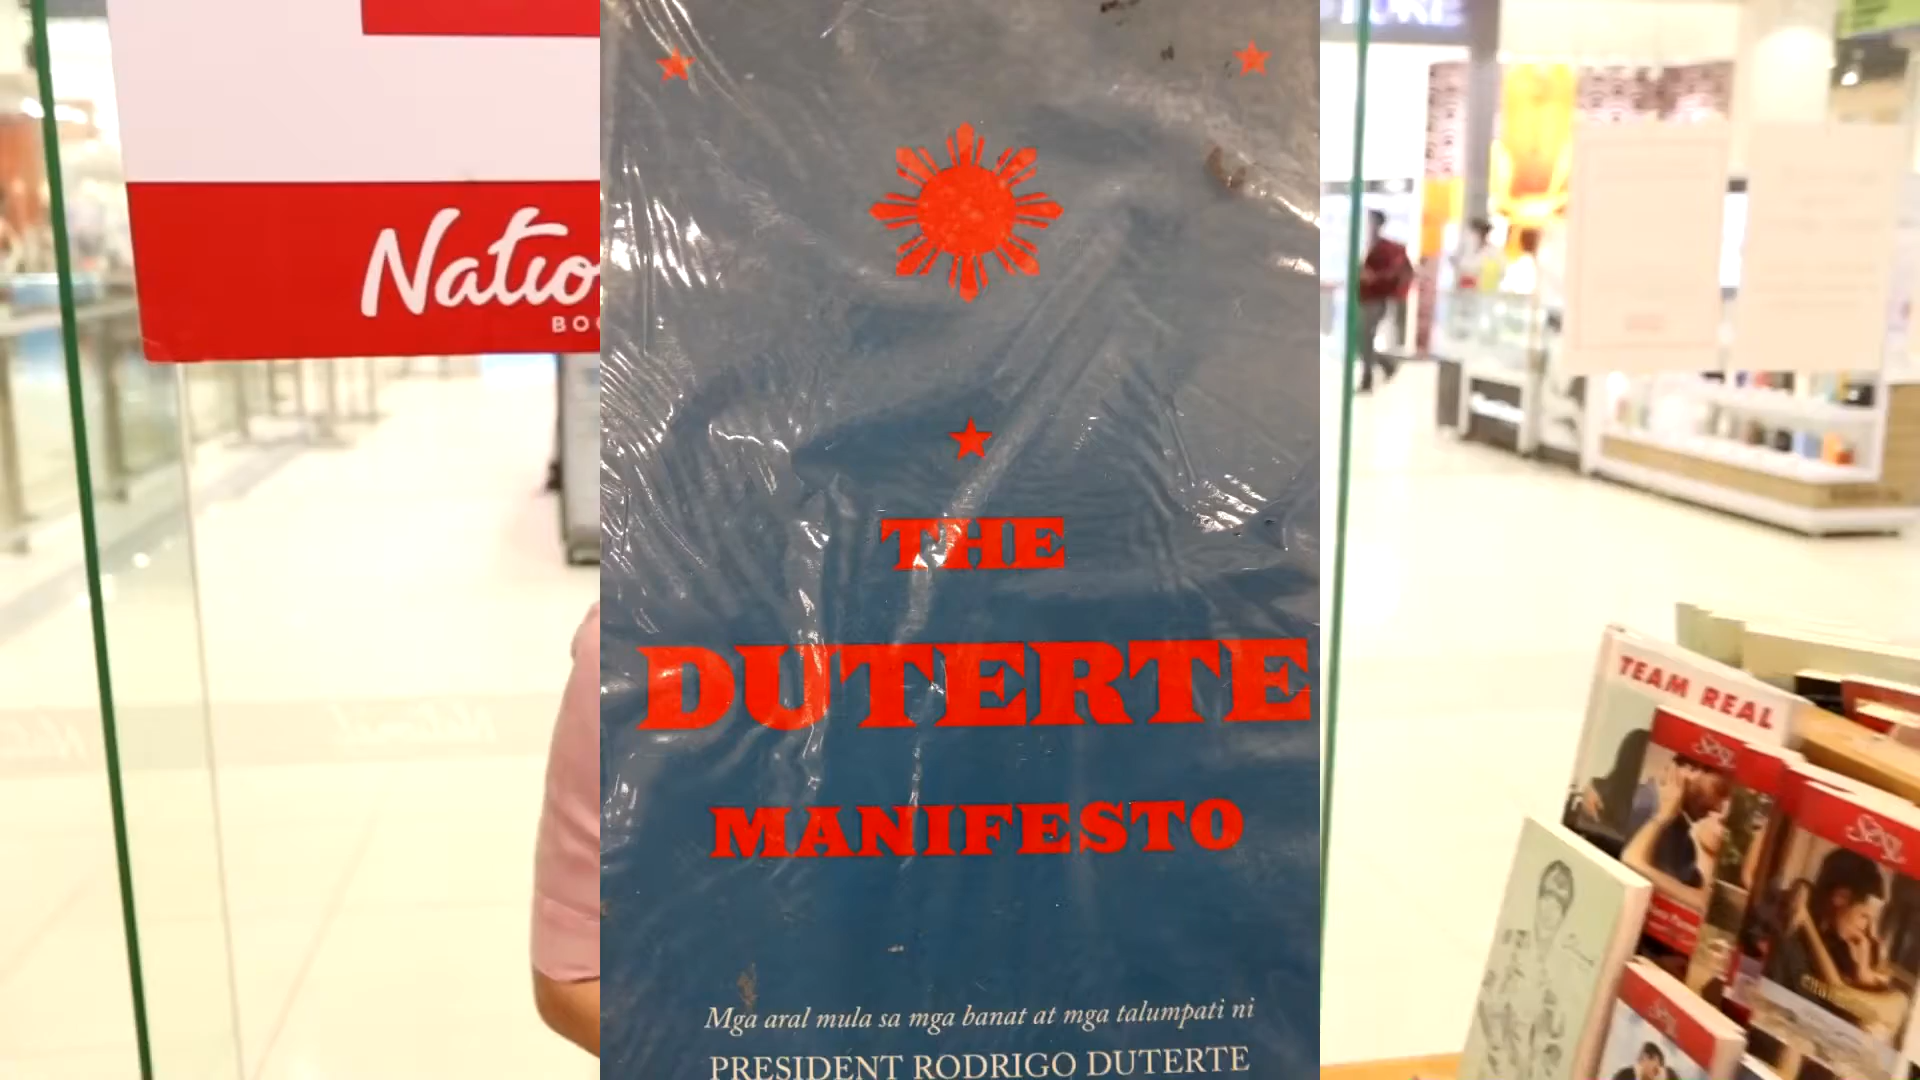 Natio
BOO
THE
DUTERTE
MANIFESTO
Mga aral mula sa mga banat at mga talumpati ni
PRESIDENT RODRIGO DUTERTE
TEAM REAL